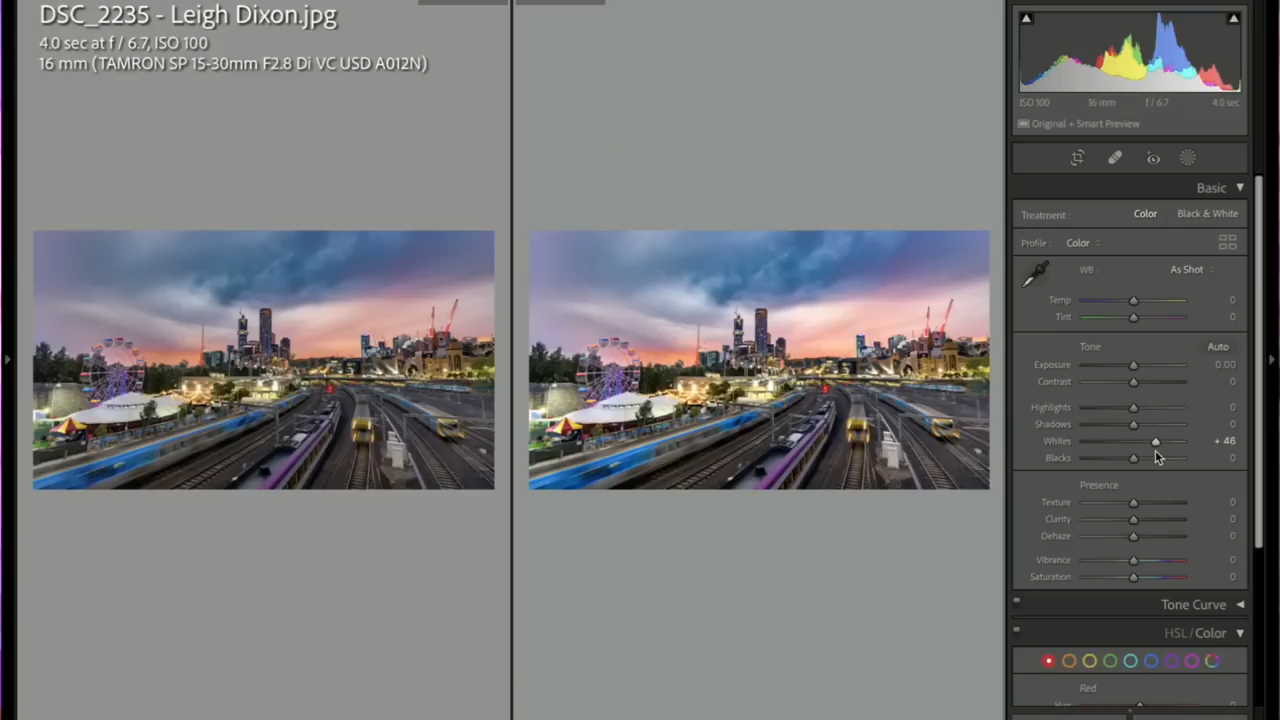 DSC_2235 - Leigh Dixon.jpg
4.0 sec at f / 6.7, ISO 100
16 mm (TAMRON SP 15-30mm F2.8 Di VC USD A012N)
ISO 100 16 mm f / 6.7 4.0 sec
Original + Smart Preview
Basic
Treatment : Color Black & White
Profile : Color
WB : As Shot
Temp 0
Tint 0
Tone Auto
Exposure 0.00
Contrast 0
Highlights 0
Shadows 0
Whites + 46
Blacks 0
Presence
Texture 0
Clarity 0
Dehaze 0
Vibrance 0
Saturation 0
Tone Curve
HSL / Color
Red